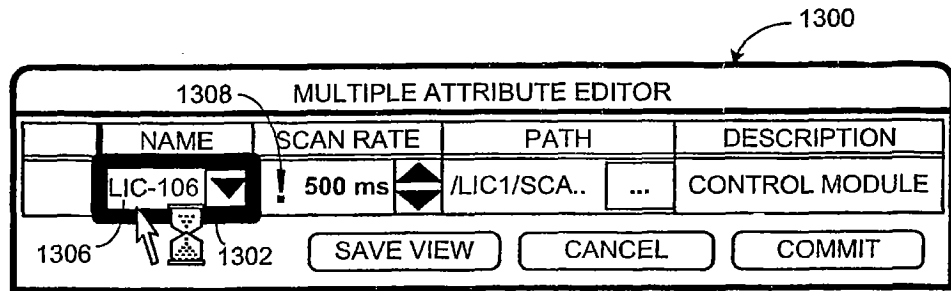 1300
1308 MULTIPLE ATTRIBUTE EDITOR
NAME SCAN RATE PATH DESCRIPTION
LIC-106 ! 500 ms /LIC1/SCA.. ... CONTROL MODULE
1306 1302 SAVE VIEW CANCEL COMMIT